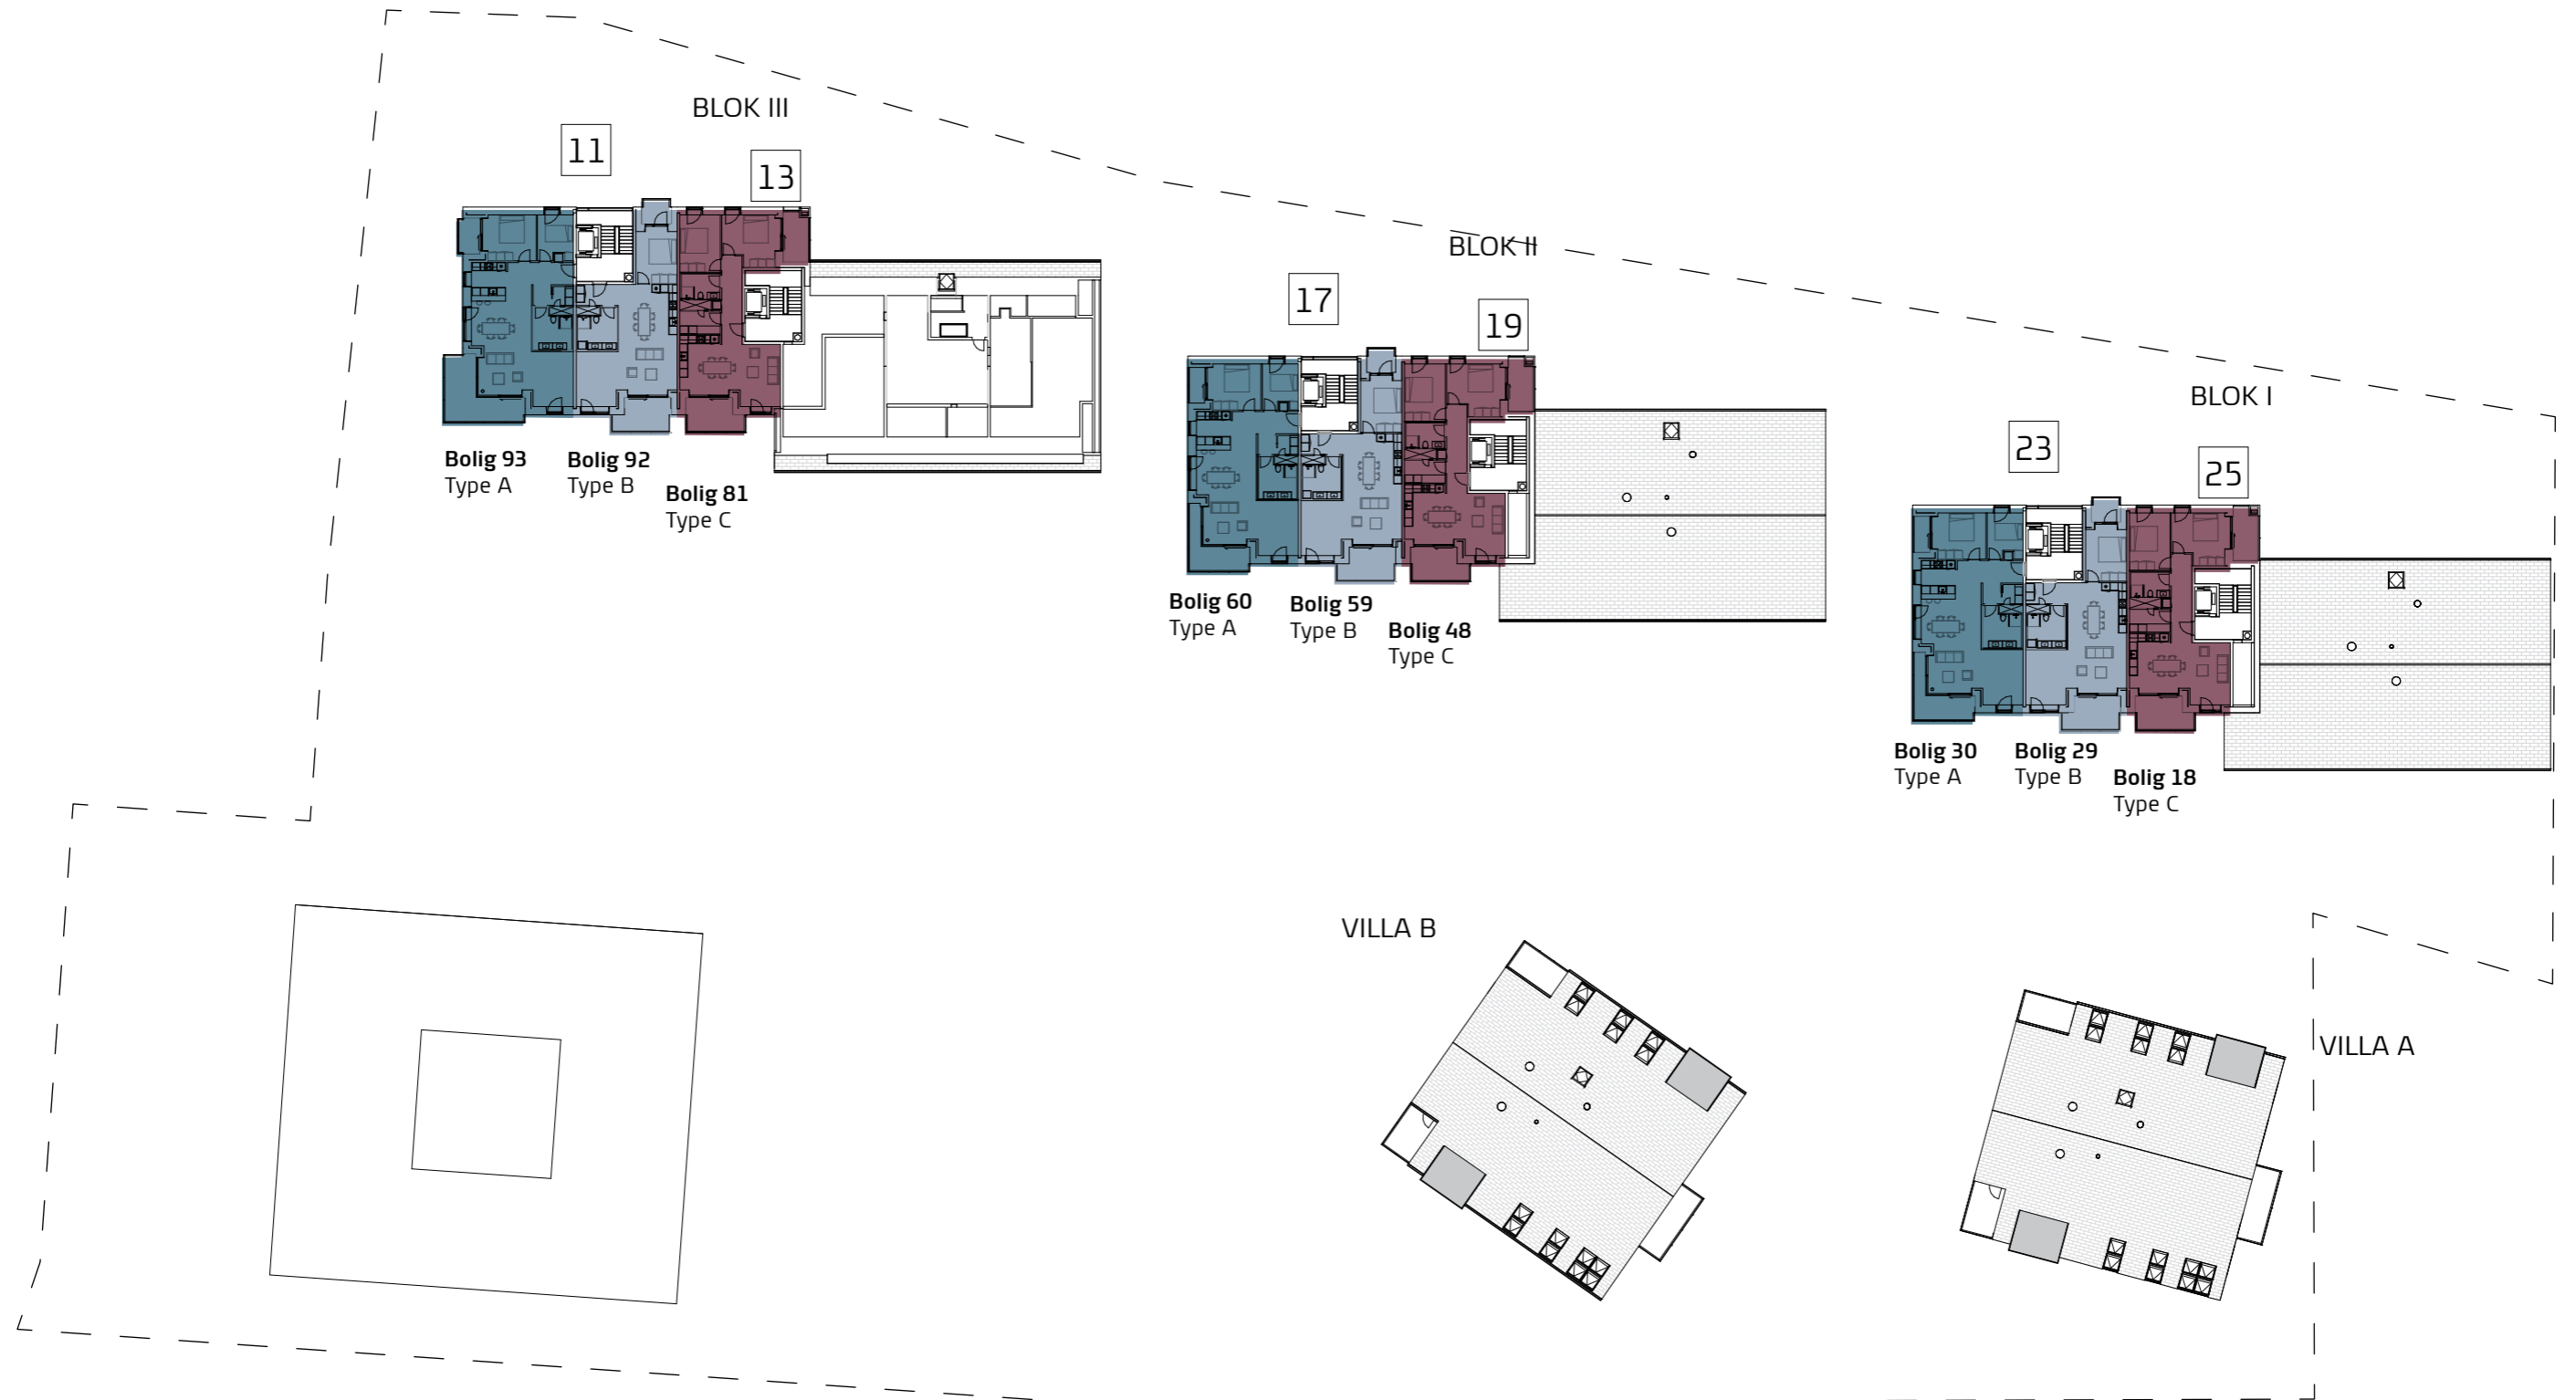 BLOK III
11
13
Bolig 93
Type A
Bolig 92
Type B
Bolig 81
Type C
BLOK II
17
19
Bolig 60
Type A
Bolig 59
Type B
Bolig 48
Type C
BLOK I
23
25
Bolig 30
Type A
Bolig 29
Type B
Bolig 18
Type C
VILLA B
VILLA A